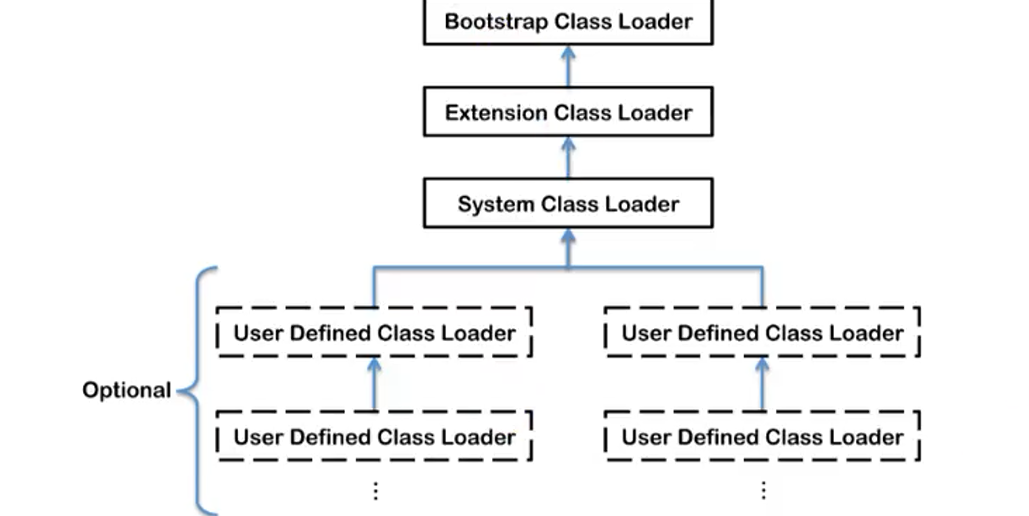 Bootstrap Class Loader
Extension Class Loader
System Class Loader
User Defined Class Loader
User Defined Class Loader
Optional
User Defined Class Loader
User Defined Class Loader